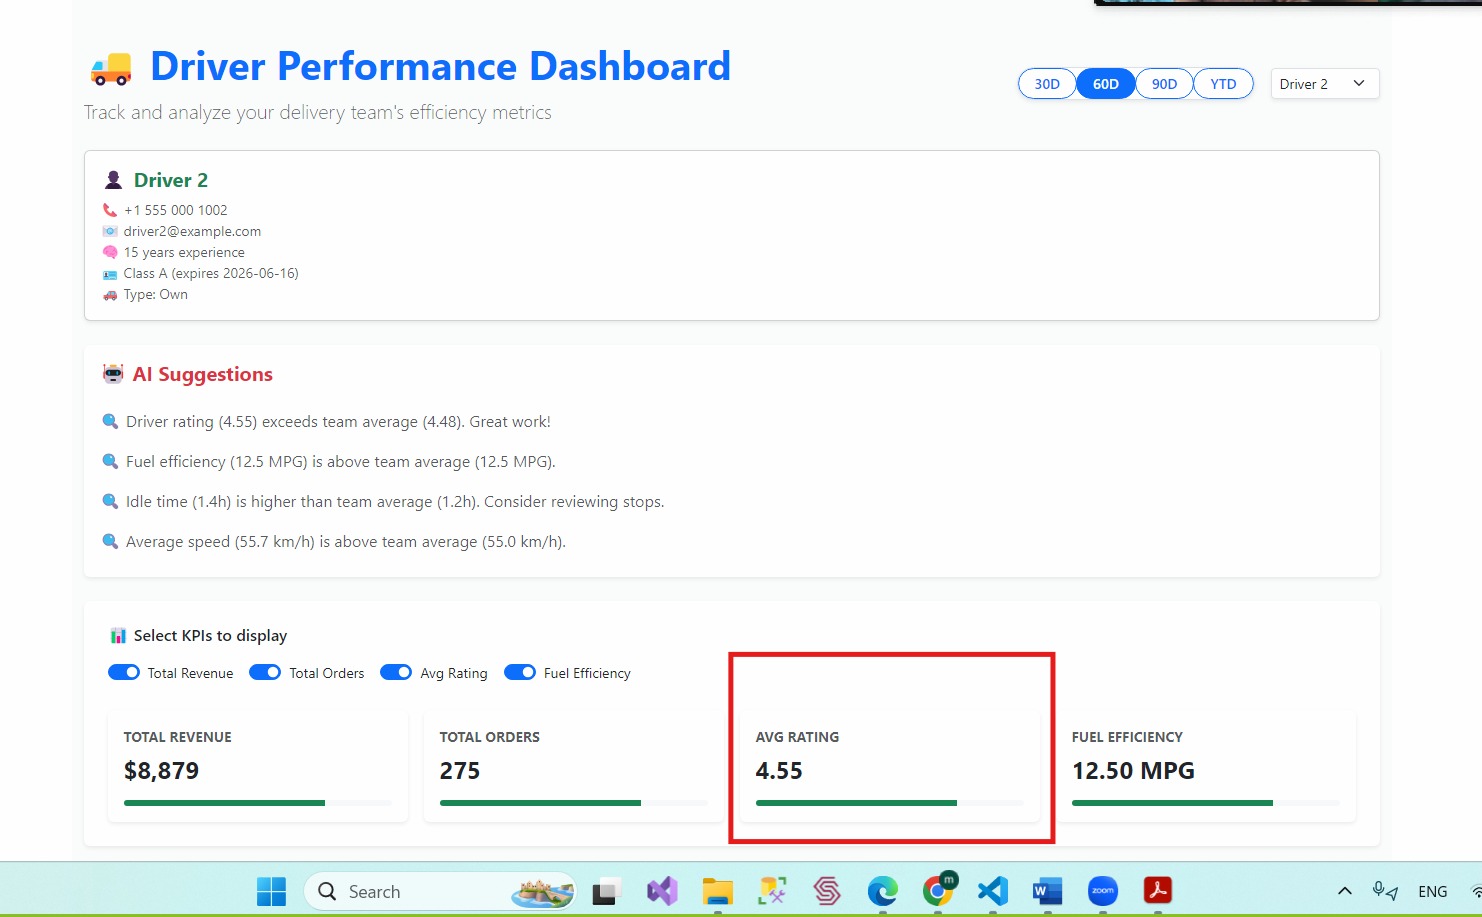 Driver Performance Dashboard
Track and analyze your delivery team's efficiency metrics
30D 60D 90D YTD Driver 2
Driver 2
+1 555 000 1002
driver2@example.com
15 years experience
Class A (expires 2026-06-16)
Type: Own
AI Suggestions
Driver rating (4.55) exceeds team average (4.48). Great work!
Fuel efficiency (12.5 MPG) is above team average (12.5 MPG).
Idle time (1.4h) is higher than team average (1.2h). Consider reviewing stops.
Average speed (55.7 km/h) is above team average (55.0 km/h).
Select KPIs to display
Total Revenue Total Orders Avg Rating Fuel Efficiency
TOTAL REVENUE
$8,879
TOTAL ORDERS
275
AVG RATING
4.55
FUEL EFFICIENCY
12.50 MPG
Search m W zoom ENG